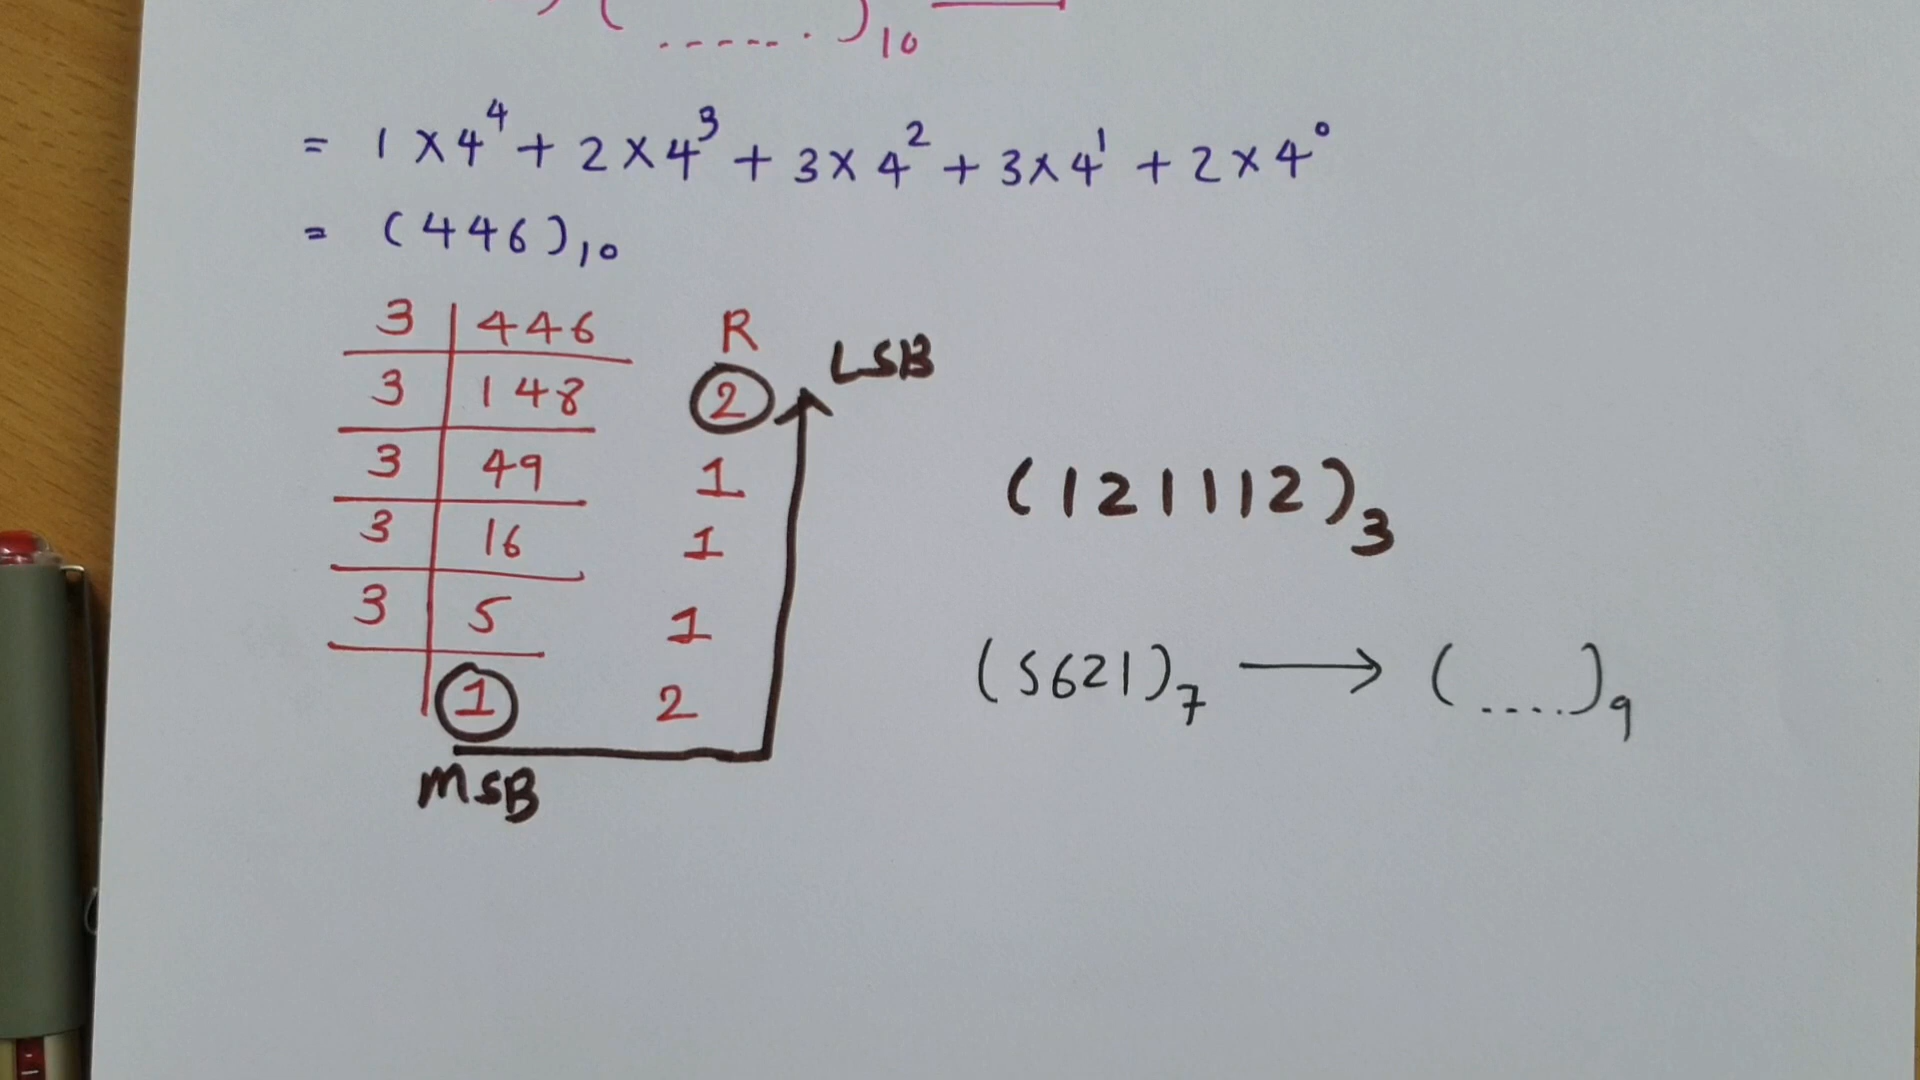 (.......)10
= 1×4⁴ + 2×4³ + 3×4² + 3×4¹ + 2×4⁰
= (446)10
3 | 446 R
3 | 148 2 LSB
3 | 49 1
3 | 16 1
3 | 5 1
1 2
MSB
(121112)3
(5621)7 ⟶ (.....)9